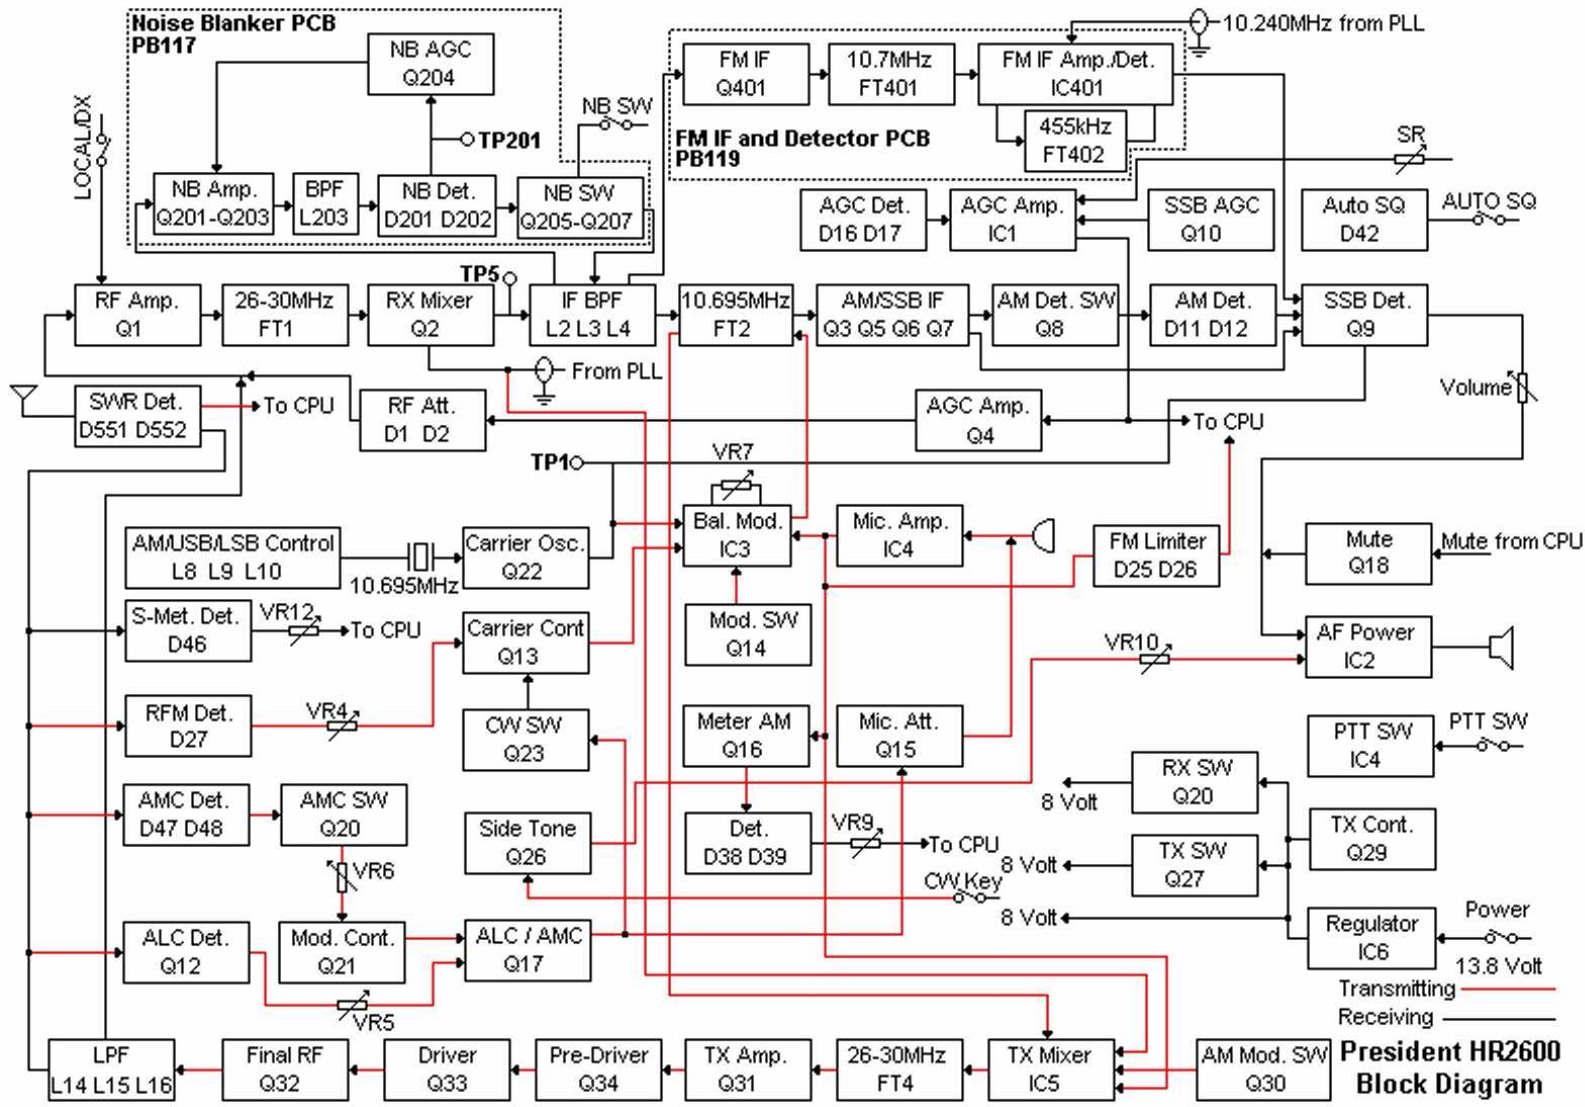 Noise Blanker PCB
PB117
NB AGC
Q204
NB SW
TP201
NB Amp.
Q201-Q203
BPF
L203
NB Det.
D201 D202
NB SW
Q205-Q207
LOCAL/DX
10.240MHz from PLL
FM IF
Q401
10.7MHz
FT401
FM IF Amp./Det.
IC401
455kHz
FT402
FM IF and Detector PCB
PB119
SR
AGC Det.
D16 D17
AGC Amp.
IC1
SSB AGC
Q10
Auto SQ
D42
AUTO SQ
TP5
RF Amp.
Q1
26-30MHz
FT1
RX Mixer
Q2
IF BPF
L2 L3 L4
10.695MHz
FT2
AM/SSB IF
Q3 Q5 Q6 Q7
AM Det. SW
Q8
AM Det.
D11 D12
SSB Det.
Q9
From PLL
Volume
SWR Det.
D551 D552
To CPU
RF Att.
D1 D2
AGC Amp.
Q4
To CPU
TP1
VR7
AM/USB/LSB Control
L8 L9 L10
10.695MHz
Carrier Osc.
Q22
Bal. Mod.
IC3
Mic. Amp.
IC4
FM Limiter
D25 D26
Mute
Q18
Mute from CPU
S-Met. Det.
D46
VR12
To CPU
Carrier Cont
Q13
Mod. SW
Q14
VR10
AF Power
IC2
RFM Det.
D27
VR4
CW SW
Q23
Meter AM
Q16
Mic. Att.
Q15
PTT SW
IC4
PTT SW
RX SW
Q20
8 Volt
AMC Det.
D47 D48
AMC SW
Q20
VR6
Side Tone
Q26
Det.
D38 D39
VR9
To CPU
TX Cont.
Q29
TX SW
Q27
8 Volt
CW Key
8 Volt
ALC Det.
Q12
Mod. Cont.
Q21
ALC / AMC
Q17
VR5
Regulator
IC6
Power
13.8 Volt
Transmitting
Receiving
LPF
L14 L15 L16
Final RF
Q32
Driver
Q33
Pre-Driver
Q34
TX Amp.
Q31
26-30MHz
FT4
TX Mixer
IC5
AM Mod. SW
Q30
President HR2600
Block Diagram